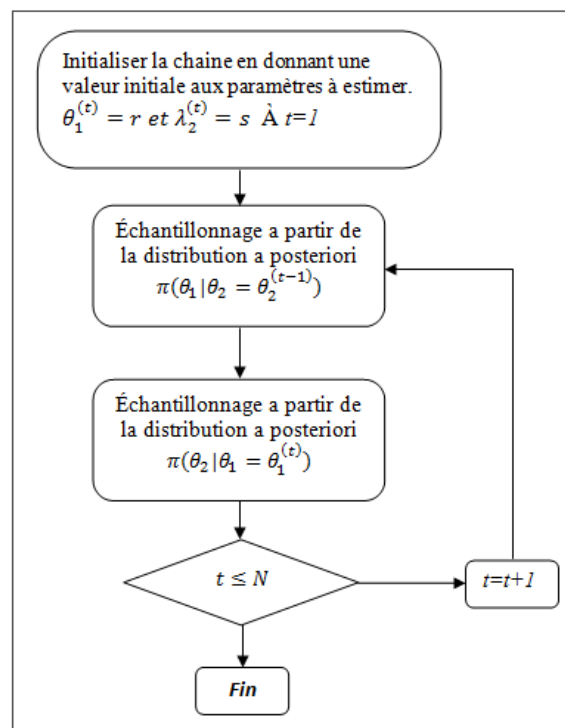 Initialiser la chaine en donnant une
valeur initiale aux paramètres à estimer.
θ₁⁽ᵗ⁾ = r et λ₂⁽ᵗ⁾ = s À t=1
Échantillonnage a partir de
la distribution a posteriori
π(θ₁|θ₂ = θ₂⁽ᵗ⁻¹⁾)
Échantillonnage a partir de
la distribution a posteriori
π(θ₂|θ₁ = θ₁⁽ᵗ⁾)
t ≤ N
t=t+1
Fin